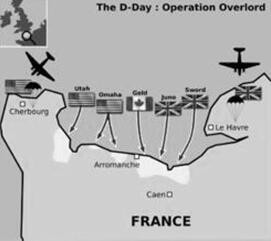 The D-Day : Operation Overlord
Utah
Omaha
Gold
Juno
Sword
Cherbourg
Le Havre
Arromanche
Caen
FRANCE